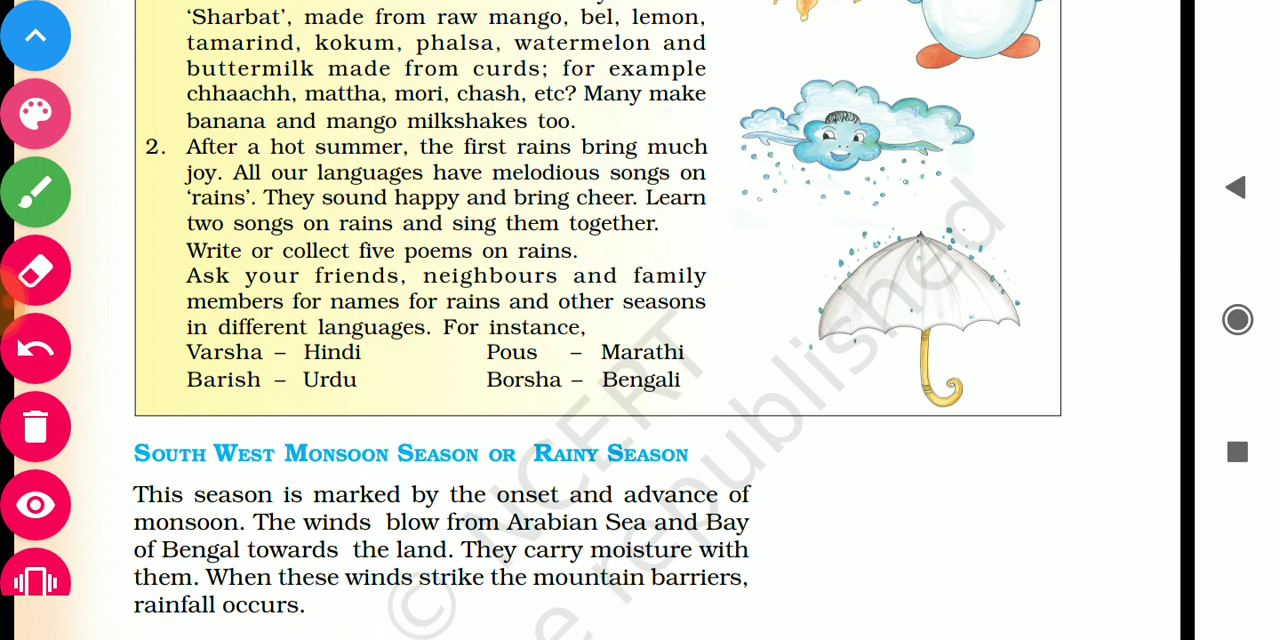 ‘Sharbat’, made from raw mango, bel, lemon,
tamarind, kokum, phalsa, watermelon and
buttermilk made from curds; for example
chhaachh, mattha, mori, chash, etc? Many make
banana and mango milkshakes too.
2. After a hot summer, the first rains bring much
joy. All our languages have melodious songs on
‘rains’. They sound happy and bring cheer. Learn
two songs on rains and sing them together.
Write or collect five poems on rains.
Ask your friends, neighbours and family
members for names for rains and other seasons
in different languages. For instance,
Varsha – Hindi Pous – Marathi
Barish – Urdu Borsha – Bengali
South West Monsoon Season or Rainy Season
This season is marked by the onset and advance of
monsoon. The winds blow from Arabian Sea and Bay
of Bengal towards the land. They carry moisture with
them. When these winds strike the mountain barriers,
rainfall occurs.
© NCERT
e republished